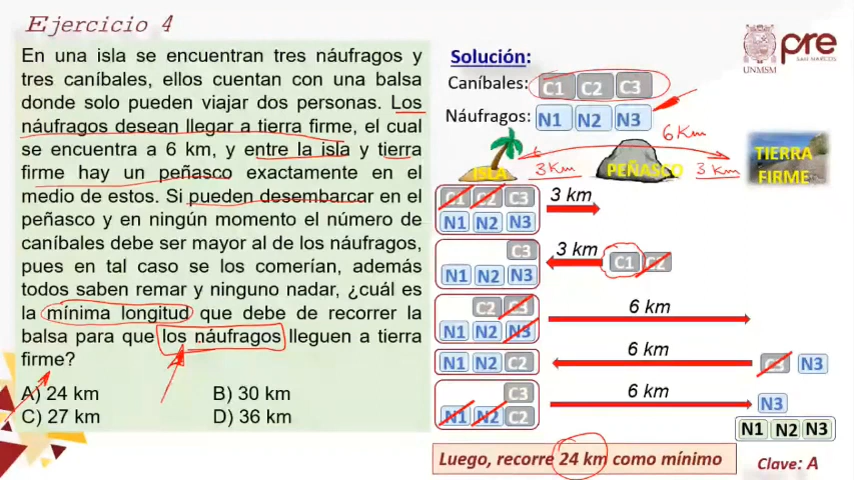 Ejercicio 4
En una isla se encuentran tres náufragos y
tres caníbales, ellos cuentan con una balsa
donde solo pueden viajar dos personas. Los
náufragos desean llegar a tierra firme, el cual
se encuentra a 6 km, y entre la isla y tierra
firme hay un peñasco exactamente en el
medio de estos. Si pueden desembarcar en el
peñasco y en ningún momento el número de
caníbales debe ser mayor al de los náufragos,
pues en tal caso se los comerían, además
todos saben remar y ninguno nadar, ¿cuál es
la mínima longitud que debe de recorrer la
balsa para que los náufragos lleguen a tierra
firme?
A) 24 km B) 30 km
C) 27 km D) 36 km
Solución:
Caníbales: C1 C2 C3
Náufragos: N1 N2 N3
UNMSM
pre
SAN MARCOS
6 Km
ISLA 3 Km PEÑASCO 3 Km TIERRA
FIRME
C1 C2 C3 3 km
N1 N2 N3
C3 3 km C1 C2
N1 N2 N3
C2 C3 6 km
N1 N2 N3
N1 N2 C2 6 km C3 N3
C3 6 km
N1 N2 C2 N3
N1 N2 N3
Luego, recorre 24 km como mínimo
Clave: A